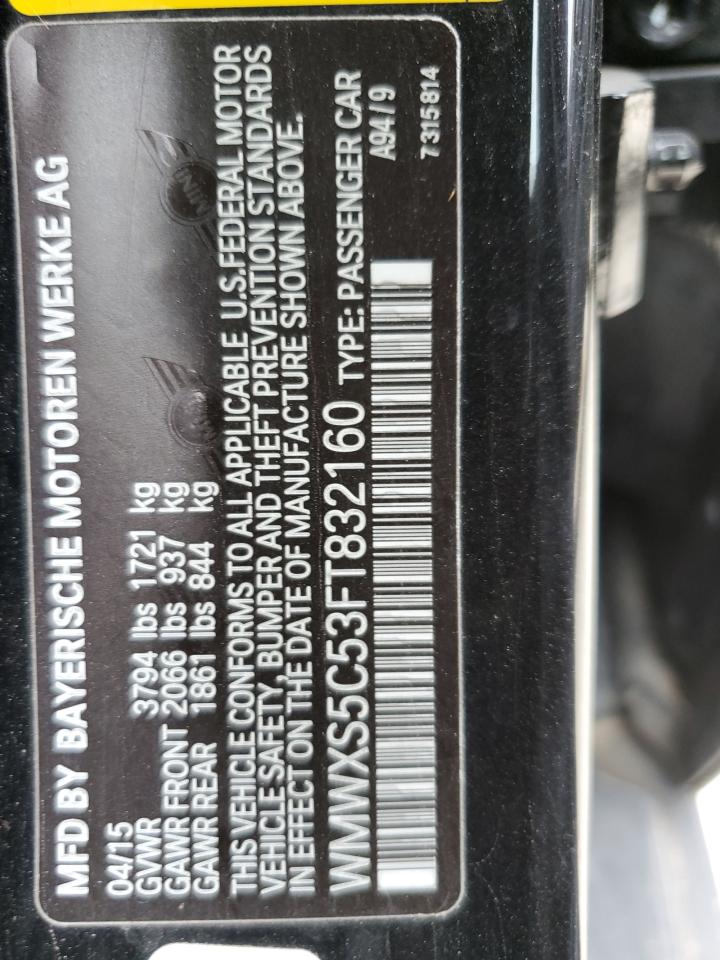 MFD BY BAYERISCHE MOTOREN WERKE AG
04/15
GVWR 3794 lbs 1721 kg
GAWR FRONT 2066 lbs 937 kg
GAWR REAR 1861 lbs 844 kg
THIS VEHICLE CONFORMS TO ALL APPLICABLE U.S.FEDERAL MOTOR
VEHICLE SAFETY, BUMPER AND THEFT PREVENTION STANDARDS
IN EFFECT ON THE DATE OF MANUFACTURE SHOWN ABOVE.
WMWXS5C53FT832160 TYPE: PASSENGER CAR
A94/9
7315814
MINI
MINI